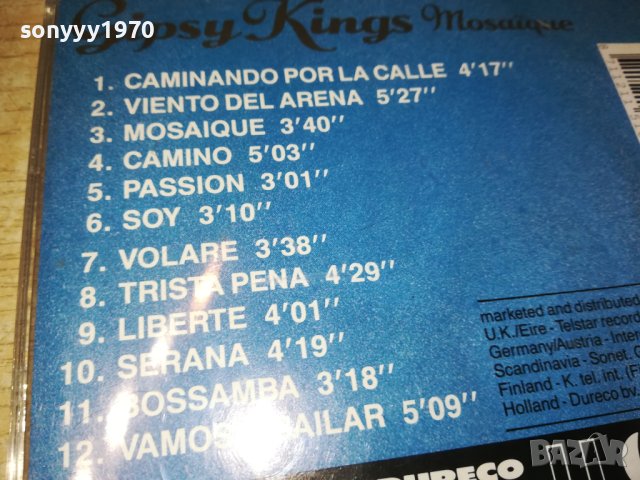 sonyyy1970
Gipsy Kings Mosaique
1. CAMINANDO POR LA CALLE 4'17''
2. VIENTO DEL ARENA 5'27''
3. MOSAIQUE 3'40''
4. CAMINO 5'03''
5. PASSION 3'01''
6. SOY 3'10''
7. VOLARE 3'38''
8. TRISTA PENA 4'29''
9. LIBERTE 4'01''
10. SERANA 4'19''
11. BOSSAMBA 3'18''
12. VAMOS AILAR 5'09''
marketed and distributed
U.K./Eire - Telstar record
Germany/Austria - Inter
Scandinavia - Sonet.
Finland - K. tel. int. (F
Holland - Dureco bv.
DURECO
BAZAR